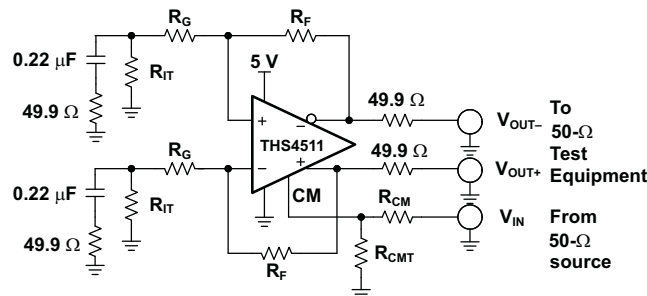 R_G
R_F
0.22 μF
R_IT
5 V
49.9 Ω
49.9 Ω
V_OUT− To
+ −
THS4511
50-Ω
R_G
49.9 Ω
V_OUT+ Test
− +
Equipment
0.22 μF
R_IT
CM
R_CM
V_IN From
49.9 Ω
R_F
R_CMT
50-Ω
source